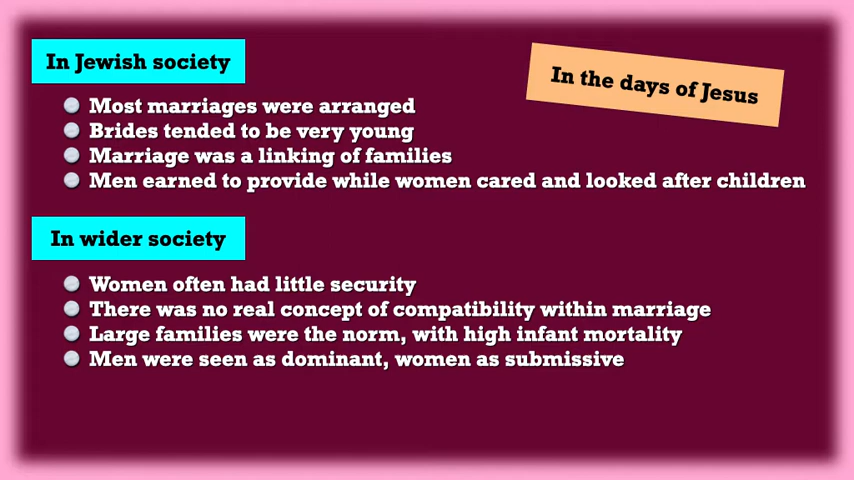 In Jewish society
In the days of Jesus
Most marriages were arranged
Brides tended to be very young
Marriage was a linking of families
Men earned to provide while women cared and looked after children
In wider society
Women often had little security
There was no real concept of compatibility within marriage
Large families were the norm, with high infant mortality
Men were seen as dominant, women as submissive